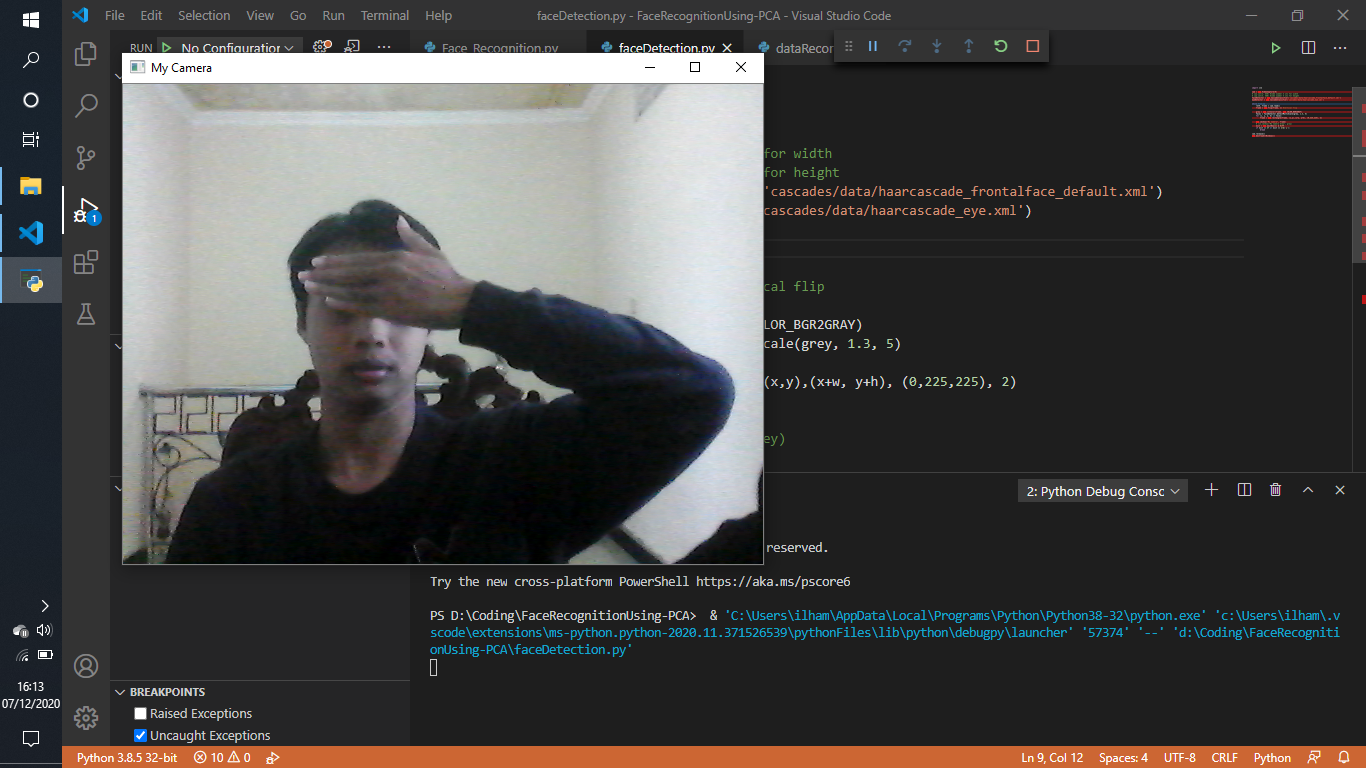 File Edit Selection View Go Run Terminal Help
faceDetection.py - FaceRecognitionUsing-PCA - Visual Studio Code
RUN No Configuration
Face_Recognition.py
faceDetection.py
dataRecor
My Camera
for width
for height
'cascades/data/haarcascade_frontalface_default.xml')
cascades/data/haarcascade_eye.xml')
cal flip
LOR_BGR2GRAY)
cale(grey, 1.3, 5)
(x,y),(x+w, y+h), (0,225,225), 2)
ey)
2: Python Debug Consc
reserved.
Try the new cross-platform PowerShell https://aka.ms/pscore6
PS D:\Coding\FaceRecognitionUsing-PCA> & 'C:\Users\ilham\AppData\Local\Programs\Python\Python38-32\python.exe' 'c:\Users\ilham\.v
scode\extensions\ms-python.python-2020.11.371526539\pythonFiles\lib\python\debugpy\launcher' '57374' '--' 'd:\Coding\FaceRecogniti
onUsing-PCA\faceDetection.py'
1
BREAKPOINTS
Raised Exceptions
Uncaught Exceptions
16:13
07/12/2020
Python 3.8.5 32-bit 10 0
Ln 9, Col 12 Spaces: 4 UTF-8 CRLF Python